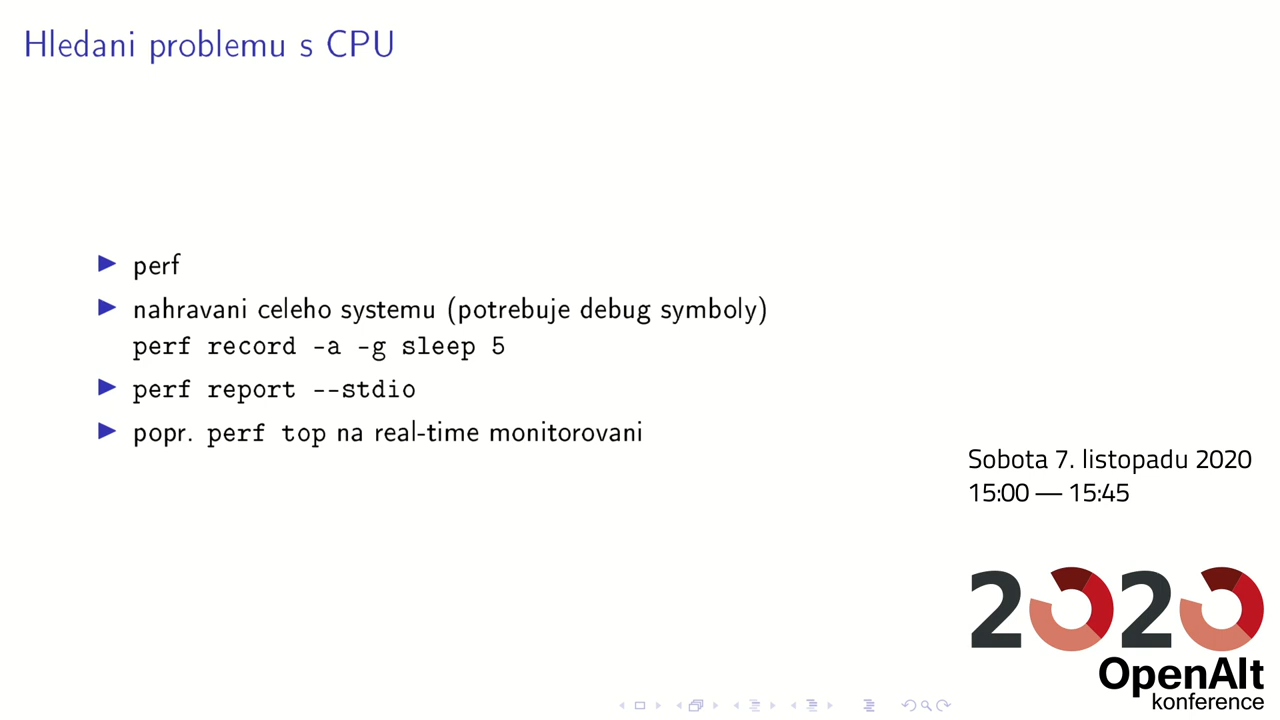 Hledani problemu s CPU
perf
nahravani celeho systemu (potrebuje debug symboly)
perf record -a -g sleep 5
perf report --stdio
popr. perf top na real-time monitorovani
Sobota 7. listopadu 2020
15:00 — 15:45
2020
OpenAlt
konference